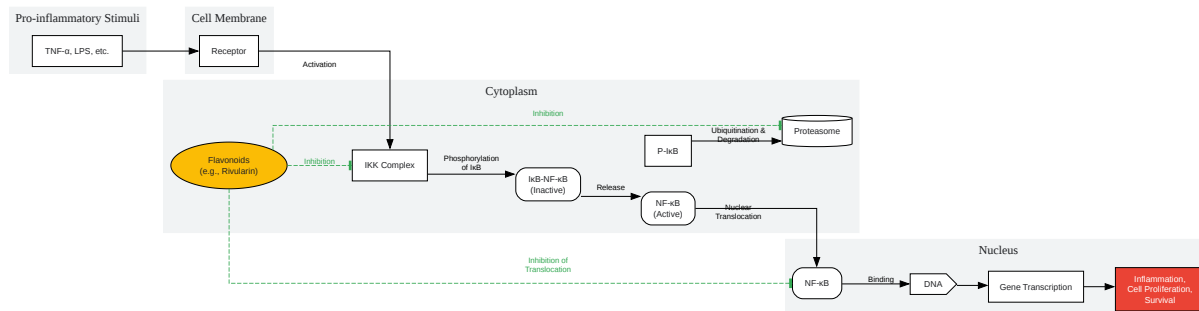 Pro-inflammatory Stimuli
TNF-α, LPS, etc.
Cell Membrane
Receptor
Activation
Cytoplasm
Inhibition
Flavonoids
(e.g., Rivularin)
Inhibition
IKK Complex
Phosphorylation
of IκB
IκB-NF-κB
(Inactive)
Release
P-IκB
Ubiquitination &
Degradation
Proteasome
NF-κB
(Active)
Nuclear
Translocation
Inhibition of
Translocation
Nucleus
NF-κB
Binding
DNA
Gene Transcription
Inflammation,
Cell Proliferation,
Survival